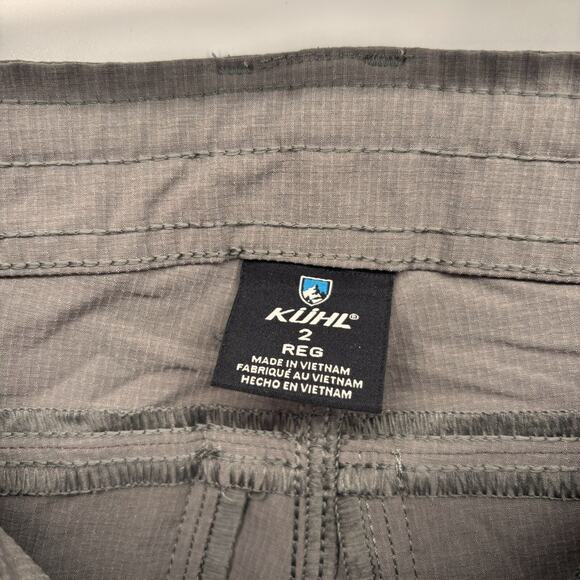 KÜHL®
2
REG
MADE IN VIETNAM
FABRIQUÉ AU VIETNAM
HECHO EN VIETNAM